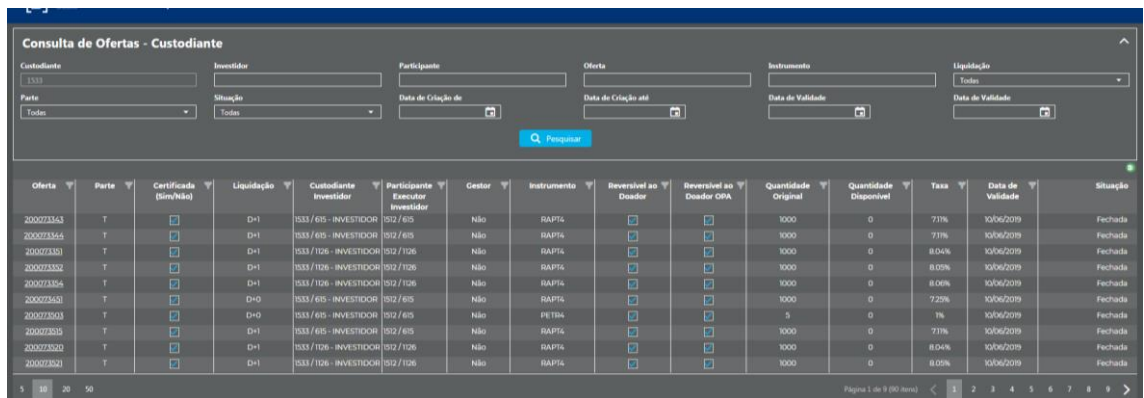 Consulta de Ofertas - Custodiante
Custodiante Investidor Participante Oferta Instrumento Liquidação
1533 Todas
Parte Situação Data de Criação de Data de Criação até Data de Validade Data de Validade
Todas Todas
Pesquisar
Oferta Parte Certificada (Sim/Não) Liquidação Custodiante Investidor Participante Executor Investidor Gestor Instrumento Reversível ao Doador Reversível ao Doador OPA Quantidade Original Quantidade Disponível Taxa Data de Validade Situação
200073343 T D+1 1533 / 615 - INVESTIDOR 1512 / 615 Não RAPT4 1000 0 7.11% 10/06/2019 Fechada
200073344 T D+1 1533 / 615 - INVESTIDOR 1512 / 615 Não RAPT4 1000 0 7.11% 10/06/2019 Fechada
200073351 T D+1 1533 / 1126 - INVESTIDOR 1512 / 1126 Não RAPT4 1000 0 8.04% 10/06/2019 Fechada
200073352 T D+1 1533 / 1126 - INVESTIDOR 1512 / 1126 Não RAPT4 1000 0 8.05% 10/06/2019 Fechada
200073354 T D+1 1533 / 1126 - INVESTIDOR 1512 / 1126 Não RAPT4 1000 0 8.06% 10/06/2019 Fechada
200073451 T D+0 1533 / 615 - INVESTIDOR 1512 / 615 Não RAPT4 1000 0 7.25% 10/06/2019 Fechada
200073503 T D+0 1533 / 615 - INVESTIDOR 1512 / 615 Não PETR4 5 0 1% 10/06/2019 Fechada
200073515 T D+1 1533 / 615 - INVESTIDOR 1512 / 615 Não RAPT4 1000 0 7.11% 10/06/2019 Fechada
200073520 T D+1 1533 / 1126 - INVESTIDOR 1512 / 1126 Não RAPT4 1000 0 8.04% 10/06/2019 Fechada
200073521 T D+1 1533 / 1126 - INVESTIDOR 1512 / 1126 Não RAPT4 1000 0 8.05% 10/06/2019 Fechada
5 10 20 50 Página 1 de 9 (90 itens) 1 2 3 4 5 6 7 8 9